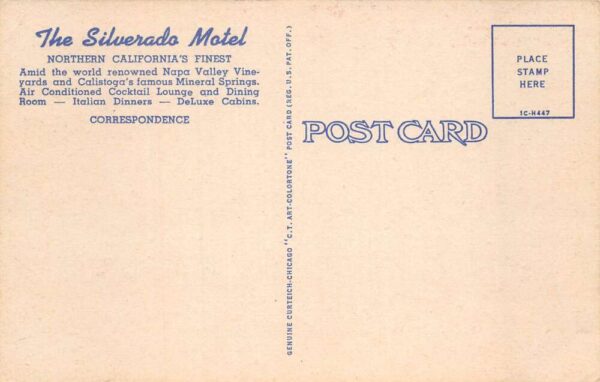 The Silverado Motel
NORTHERN CALIFORNIA'S FINEST
Amid the world renowned Napa Valley Vine-
yards and Calistoga's famous Mineral Springs.
Air Conditioned Cocktail Lounge and Dining
Room — Italian Dinners — DeLuxe Cabins.
CORRESPONDENCE
GENUINE CURTEICH-CHICAGO "C.T. ART-COLORTONE" POST CARD (REG. U.S. PAT. OFF.)
POST CARD
PLACE
STAMP
HERE
1C-H447